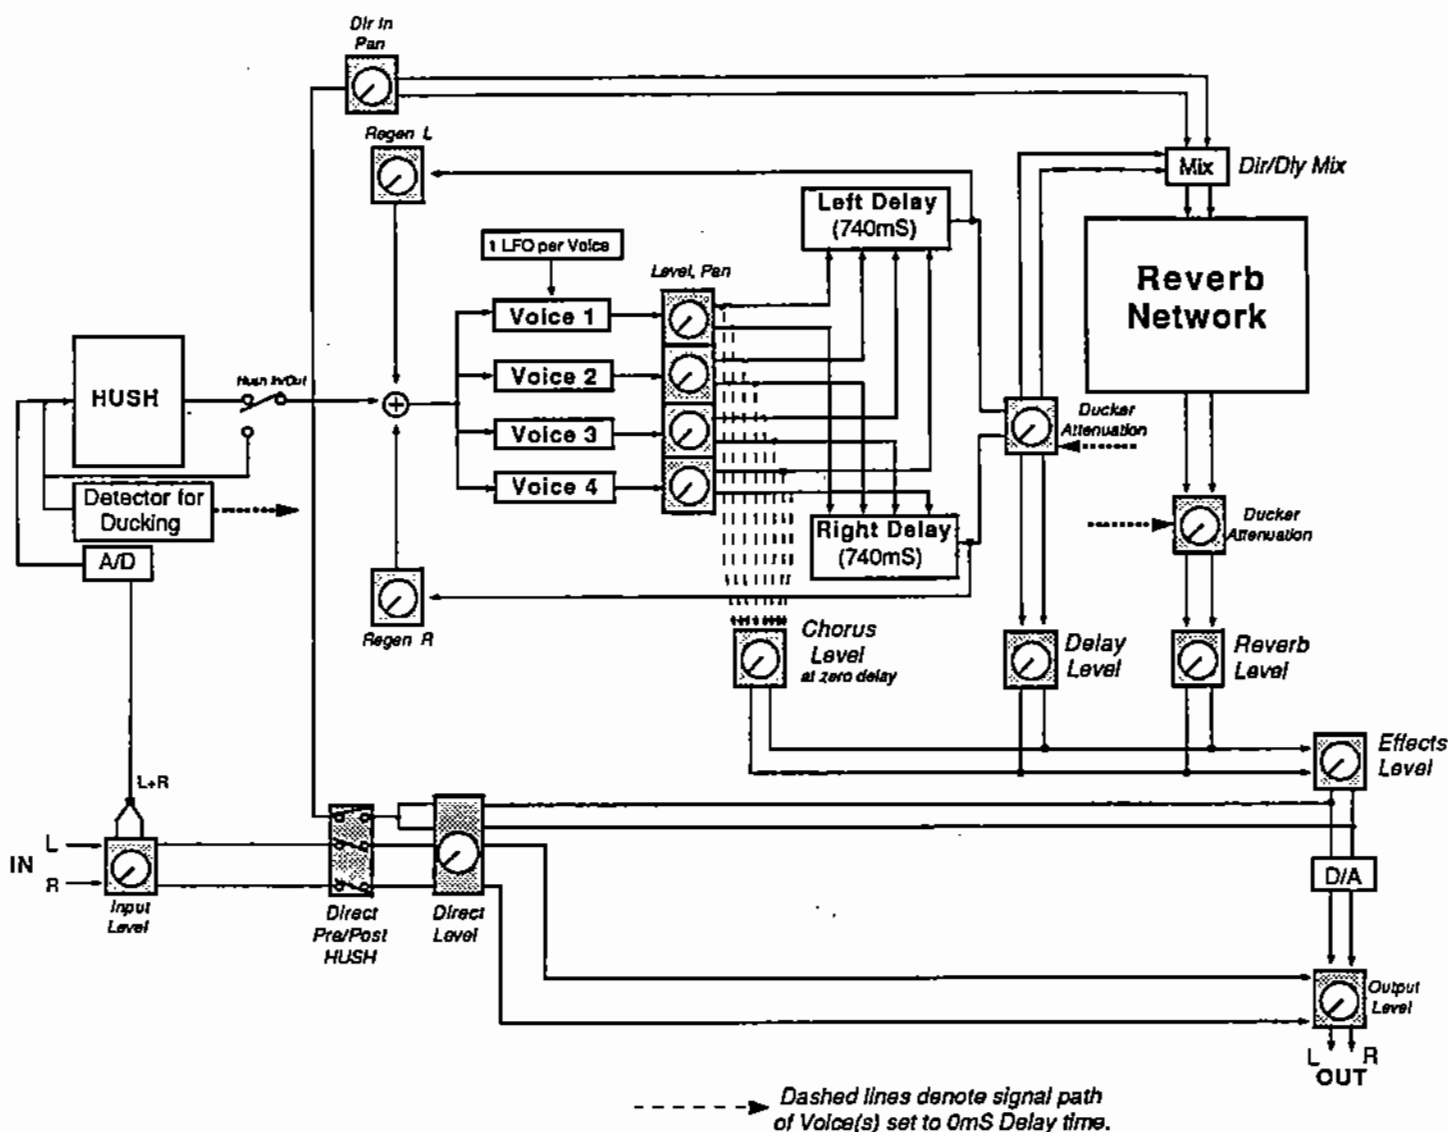 Dir In
Pan
Regen L
Mix
Dir/Dly Mix
Left Delay
(740mS)
1 LFO per Voice
Level, Pan
Reverb
Network
Voice 1
Voice 2
Voice 3
Voice 4
HUSH
Hush In/Out
Ducker
Attenuation
Detector for
Ducking
A/D
Right Delay
(740mS)
Ducker
Attenuation
Regen R
Chorus
Level
at zero delay
Delay
Level
Reverb
Level
Effects
Level
L+R
IN
L
R
Input
Level
Direct
Pre/Post
HUSH
Direct
Level
D/A
Output
Level
L R
OUT
Dashed lines denote signal path
of Voice(s) set to 0mS Delay time.